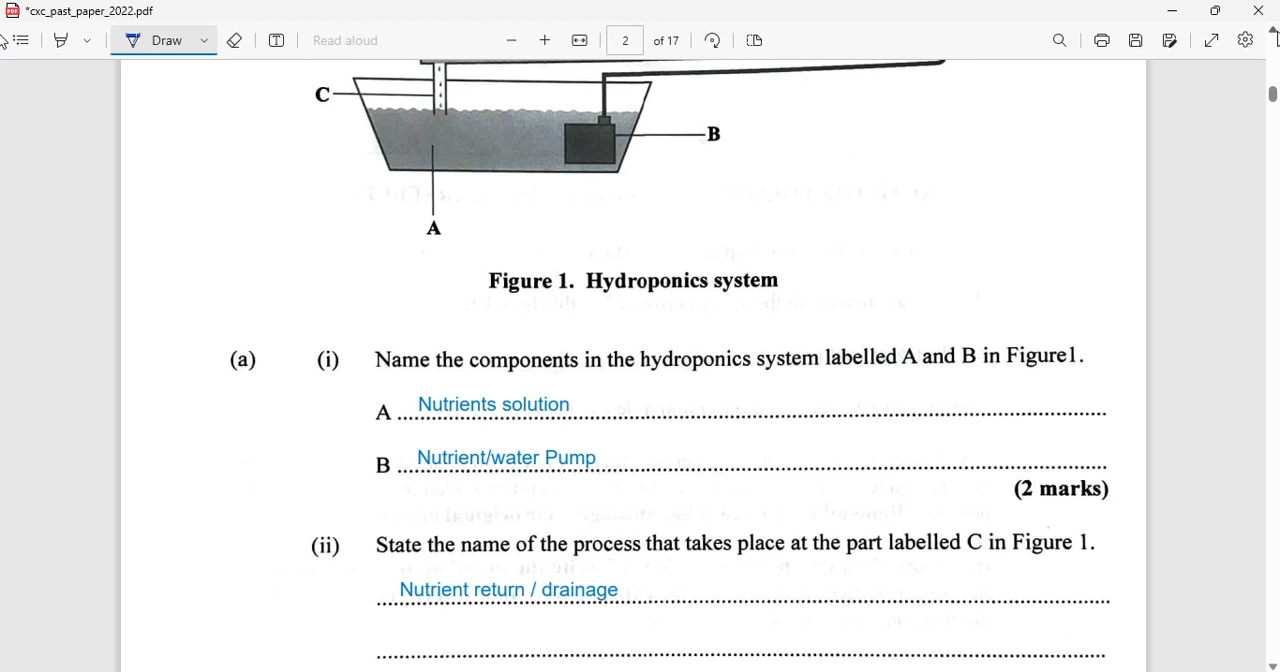 *cxc_past_paper_2022.pdf
Draw
Read aloud
2 of 17
C
B
A
Figure 1. Hydroponics system
(a) (i) Name the components in the hydroponics system labelled A and B in Figure1.
A Nutrients solution
B Nutrient/water Pump
(2 marks)
(ii) State the name of the process that takes place at the part labelled C in Figure 1.
Nutrient return / drainage